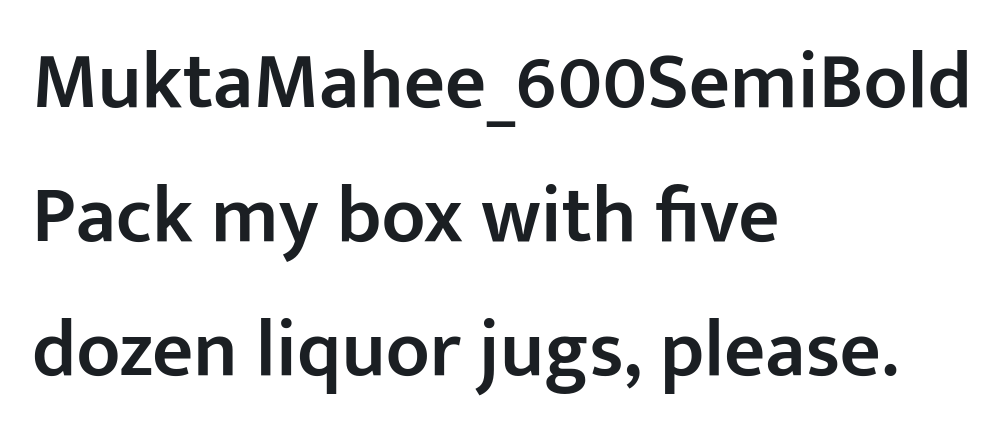 MuktaMahee_600SemiBold
Pack my box with five
dozen liquor jugs, please.